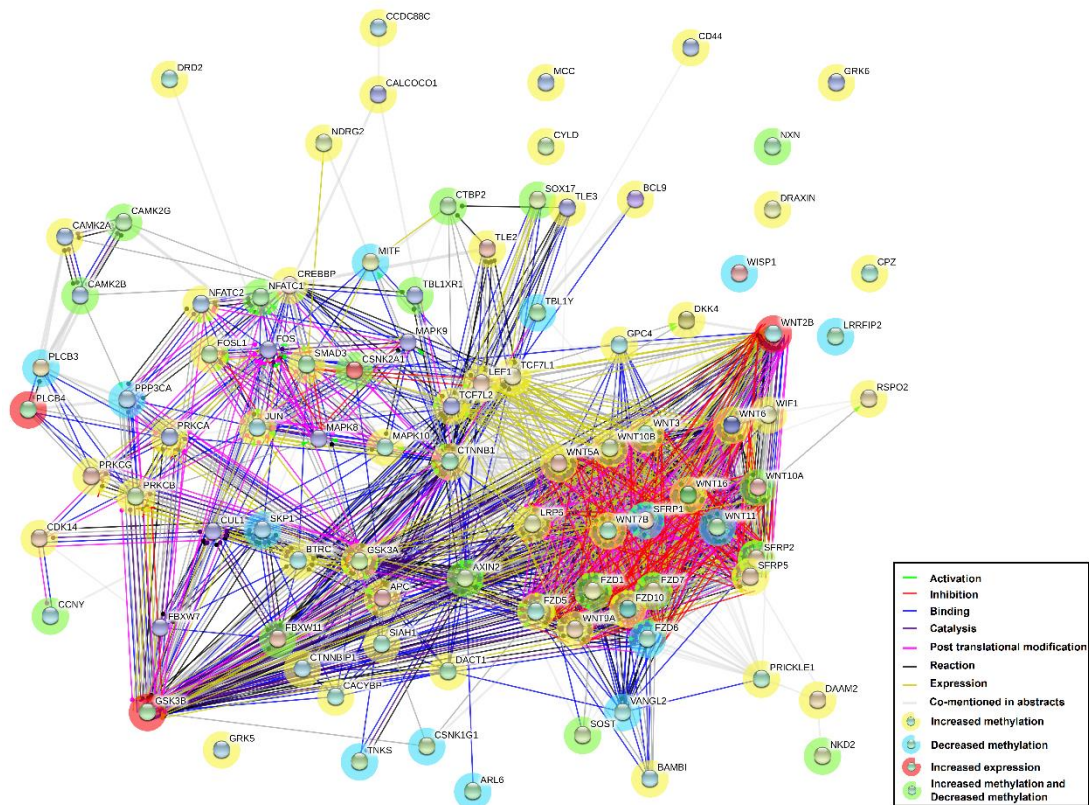 CCDC88C
CD44
DRD2
MCC
GRK6
CALCOCO1
NDRG2
CYLD
NXN
CTBP2
SOX17
TLE3
BCL9
DRAXIN
CAMK2G
CAMK2A
TLE2
MITF
WISP1
CPZ
CREBBP
CAMK2B
NFATC2
NFATC1
TBL1XR1
TBL1Y
DKK4
WNT2B
LRRFIP2
MAPK9
GPC4
FOSL1
FOS
SMAD3
CSNK2A1
LEF1
TCF7L1
PLCB3
PPP3CA
TCF7L2
RSPO2
PLCB4
JUN
MAPK8
MAPK10
WNT6
WIF1
PRKCA
CTNNB1
WNT5A
WNT10B
WNT3
PRKCG
PRKCB
WNT16
WNT10A
CDK14
CUL1
SKP1
LRP5
WNT7B
SFRP1
WNT11
BTRC
GSK3A
SFRP2
AXIN2
SFRP5
APC
FZD1
FZD7
CCNY
FZD5
FZD10
FBXW7
FBXW11
SIAH1
WNT9A
FZD6
CTNNBIP1
DACT1
PRICKLE1
CACYBP
DAAM2
GSK3B
VANGL2
SOST
GRK5
TNKS
CSNK1G1
NKD2
ARL6
BAMBI
Activation
Inhibition
Binding
Catalysis
Post translational modification
Reaction
Expression
Co-mentioned in abstracts
Increased methylation
Decreased methylation
Increased expression
Increased methylation and
Decreased methylation